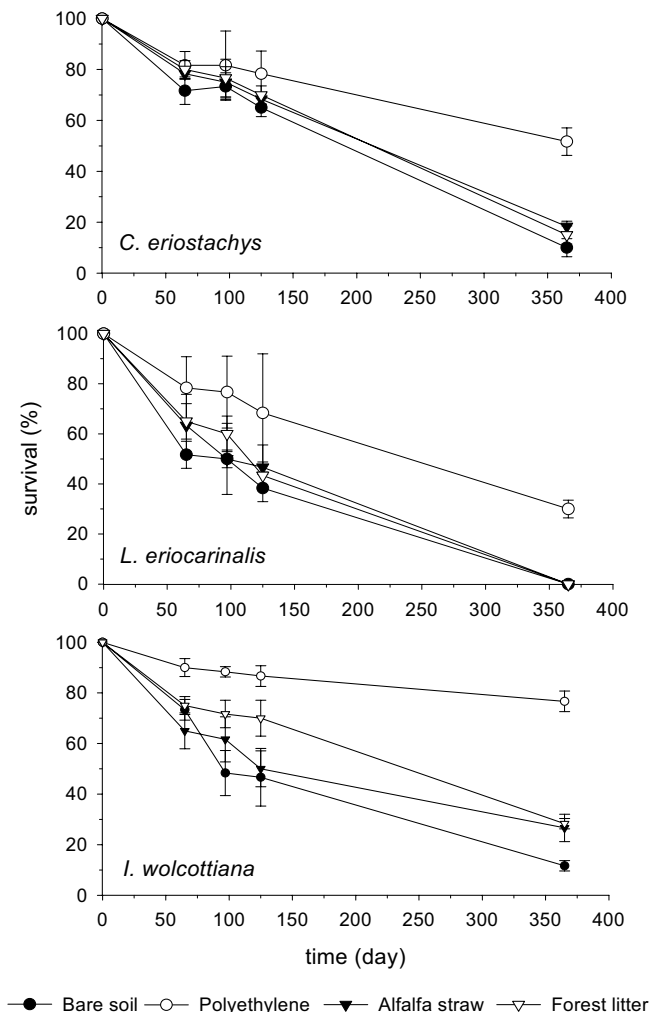 100
80
60
40
20
0
C. eriostachys
0 50 100 150 200 250 300 350 400
100
80
60
40
20
0
survival (%)
L. eriocarinalis
0 50 100 150 200 250 300 350 400
100
80
60
40
20
0
I. wolcottiana
0 50 100 150 200 250 300 350 400
time (day)
Bare soil Polyethylene Alfalfa straw Forest litter